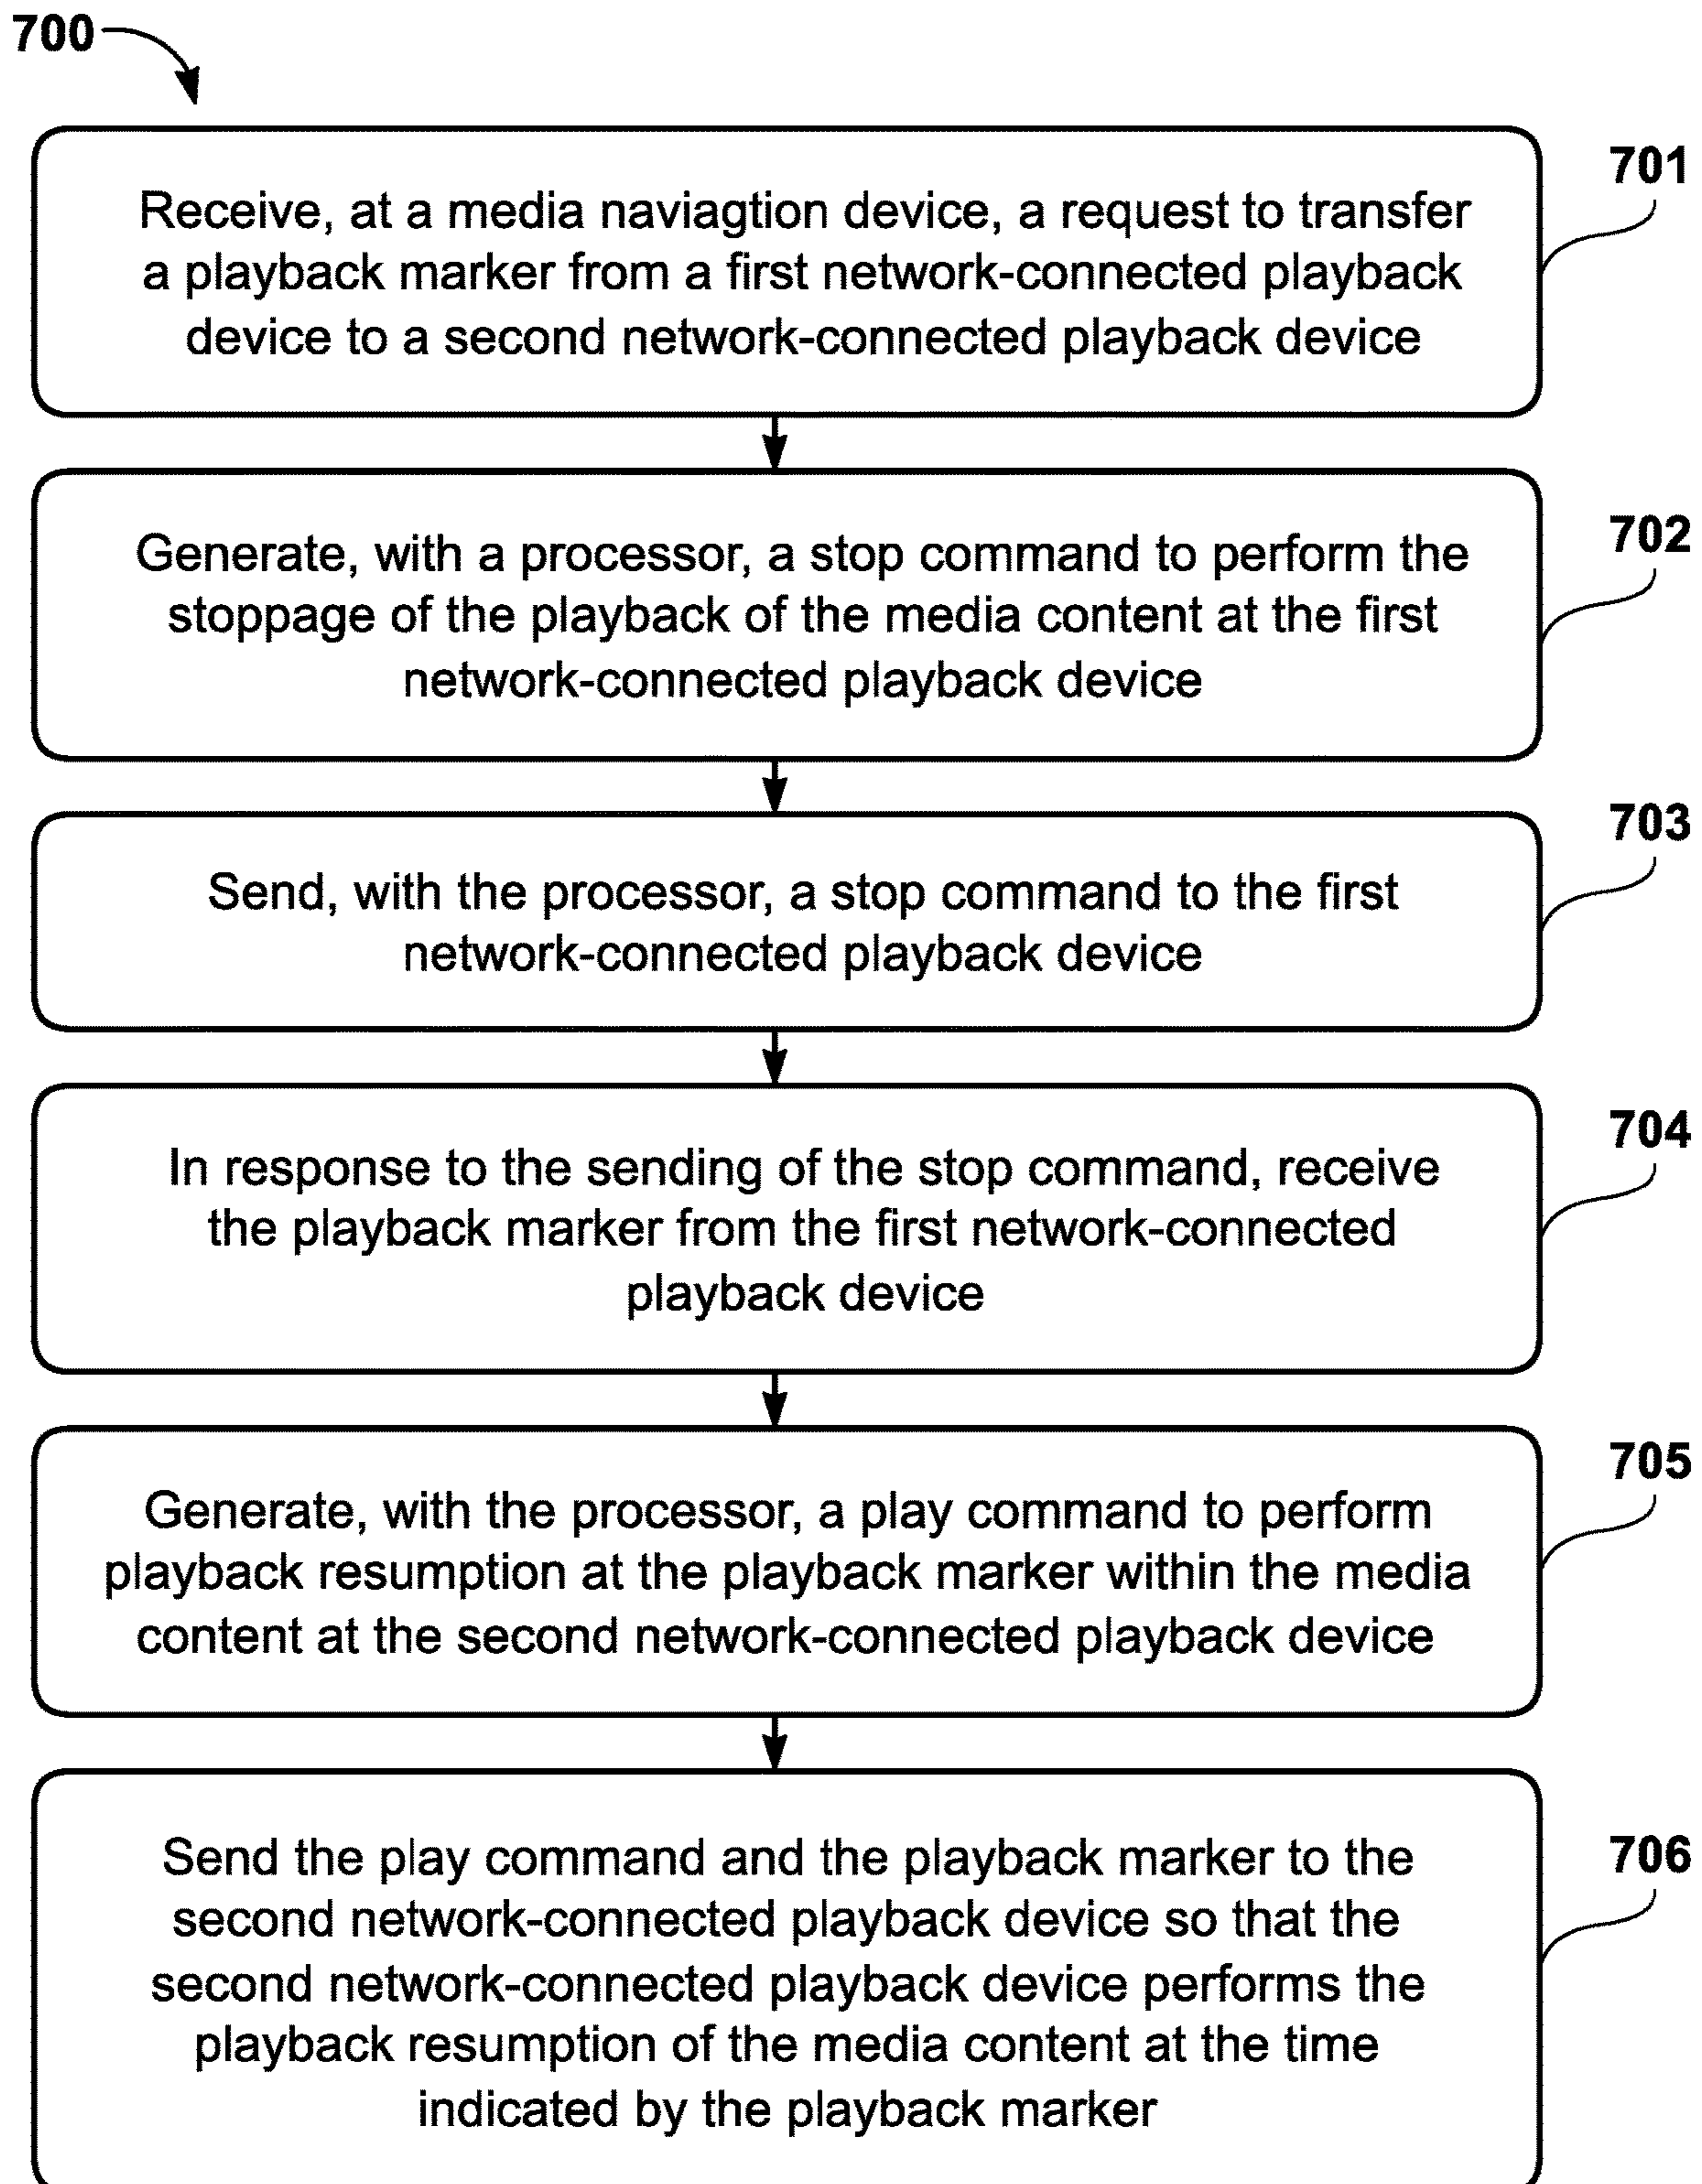 700
701
Receive, at a media naviagtion device, a request to transfer
a playback marker from a first network-connected playback
device to a second network-connected playback device
702
Generate, with a processor, a stop command to perform the
stoppage of the playback of the media content at the first
network-connected playback device
703
Send, with the processor, a stop command to the first
network-connected playback device
704
In response to the sending of the stop command, receive
the playback marker from the first network-connected
playback device
705
Generate, with the processor, a play command to perform
playback resumption at the playback marker within the media
content at the second network-connected playback device
706
Send the play command and the playback marker to the
second network-connected playback device so that the
second network-connected playback device performs the
playback resumption of the media content at the time
indicated by the playback marker